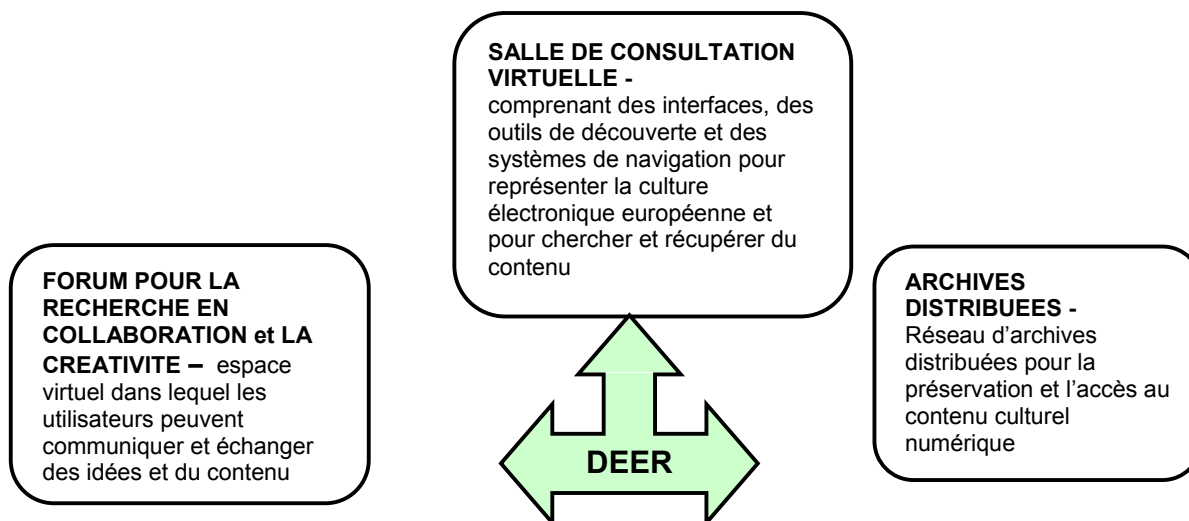 SALLE DE CONSULTATION
VIRTUELLE -
comprenant des interfaces, des
outils de découverte et des
systèmes de navigation pour
représenter la culture
électronique européenne et
pour chercher et récupérer du
contenu
FORUM POUR LA
RECHERCHE EN
COLLABORATION et LA
CREATIVITE – espace
virtuel dans lequel les
utilisateurs peuvent
communiquer et échanger
des idées et du contenu
ARCHIVES
DISTRIBUEES -
Réseau d’archives
distribuées pour la
préservation et l’accès au
contenu culturel
numérique
DEER